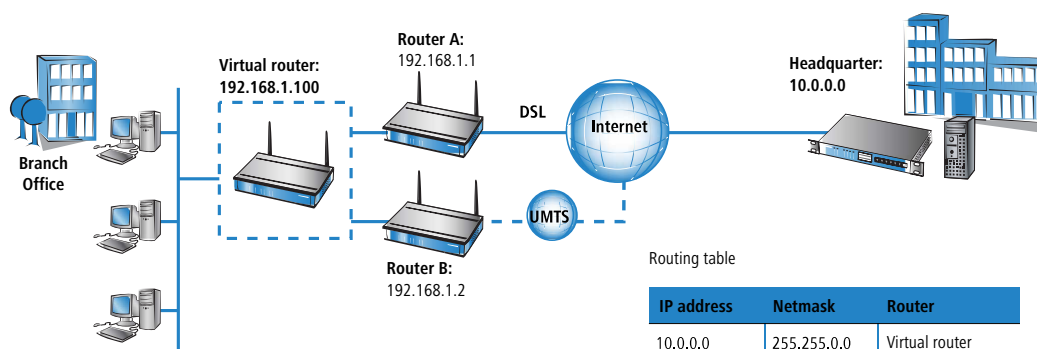 Router A:
192.168.1.1
Virtual router:
192.168.1.100
Headquarter:
10.0.0.0
DSL
Internet
Branch
Office
UMTS
Router B:
192.168.1.2
Routing table
IP address Netmask Router
10.0.0.0 255.255.0.0 Virtual router